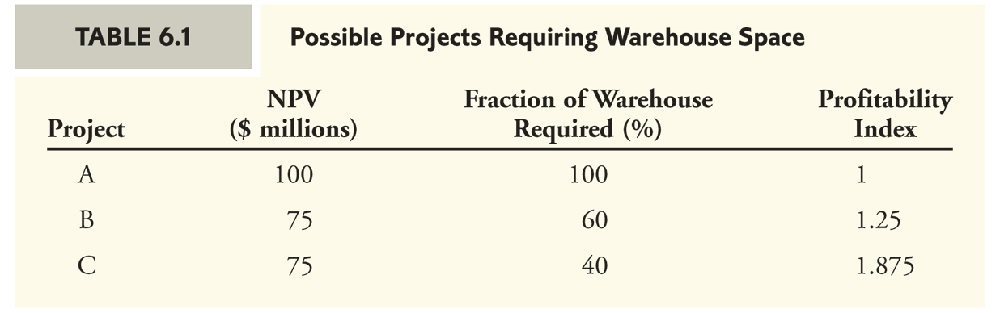 TABLE 6.1 Possible Projects Requiring Warehouse Space
Project NPV ($ millions) Fraction of Warehouse Required (%) Profitability Index
A 100 100 1
B 75 60 1.25
C 75 40 1.875